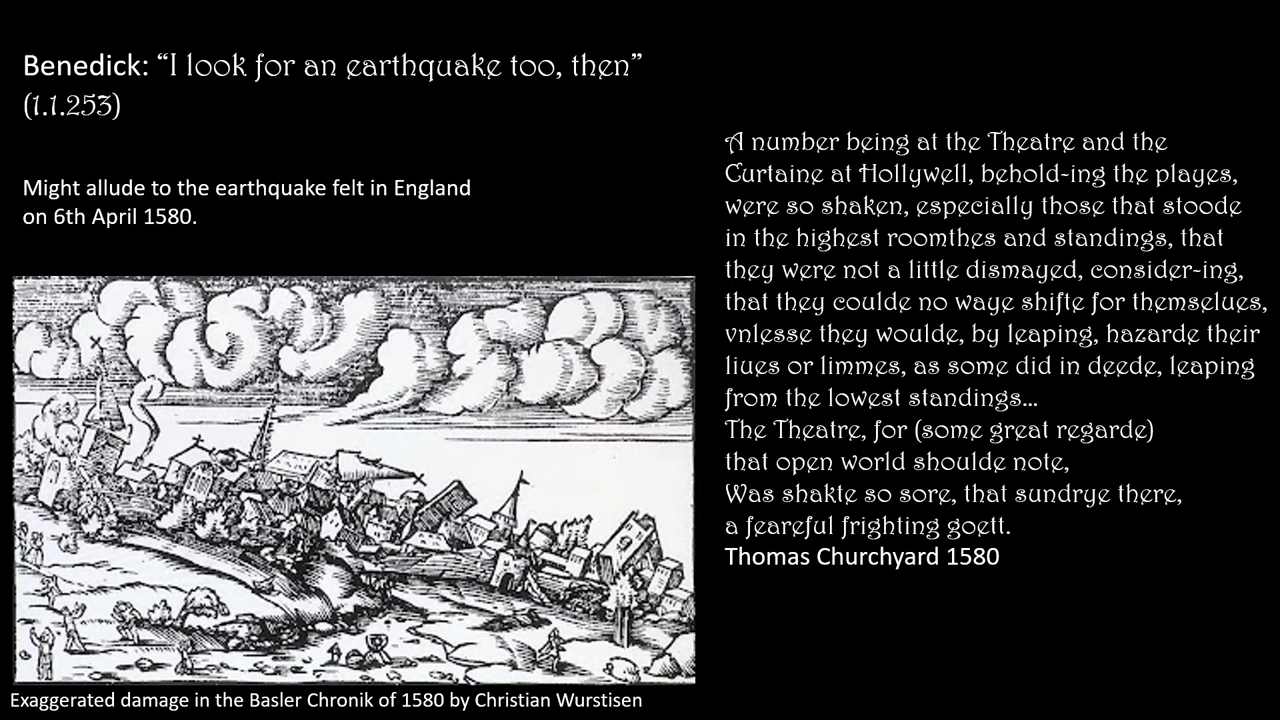 Benedick: “I look for an earthquake too, then”
(1.1.253)
Might allude to the earthquake felt in England
on 6th April 1580.
A number being at the Theatre and the
Curtaine at Hollywell, behold-ing the playes,
were so shaken, especially those that stoode
in the highest roomthes and standings, that
they were not a little dismayed, consider-ing,
that they coulde no waye shifte for themselues,
vnlesse they woulde, by leaping, hazarde their
liues or limmes, as some did in deede, leaping
from the lowest standings...
The Theatre, for (some great regarde)
that open world shoulde note,
Was shakte so sore, that sundrye there,
a feareful frighting goett.
Thomas Churchyard 1580
Exaggerated damage in the Basler Chronik of 1580 by Christian Wurstisen